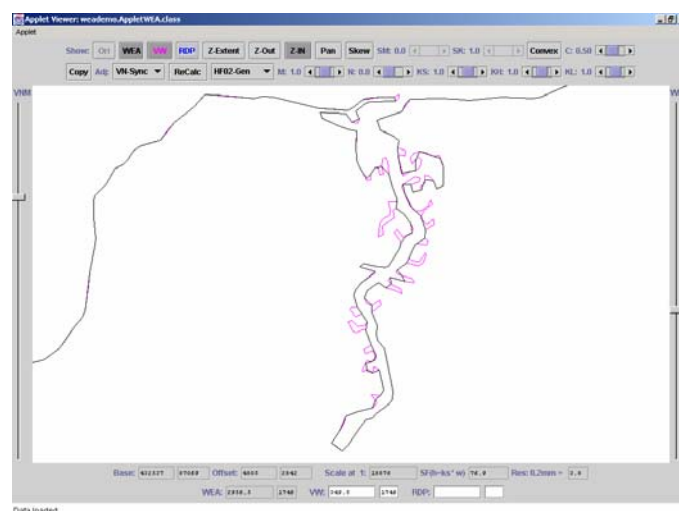 Applet Viewer: weademo.AppletWEA.class
Applet
Show: Ori WEA VW RDP Z-Extent Z-Out Z-IN Pan Skew SM: 0.0 SK: 1.0 Convex C: 0.50
Copy Adj: VN-Sync ReCalc HF02-Gen M: 1.0 N: 0.0 KS: 1.0 KH: 1.0 KL: 1.0
VNM
Base: Offset: Scale at 1: SF(h=ks* w) Res: 0.2mm =
WEA: VW: RDP:
Data loaded